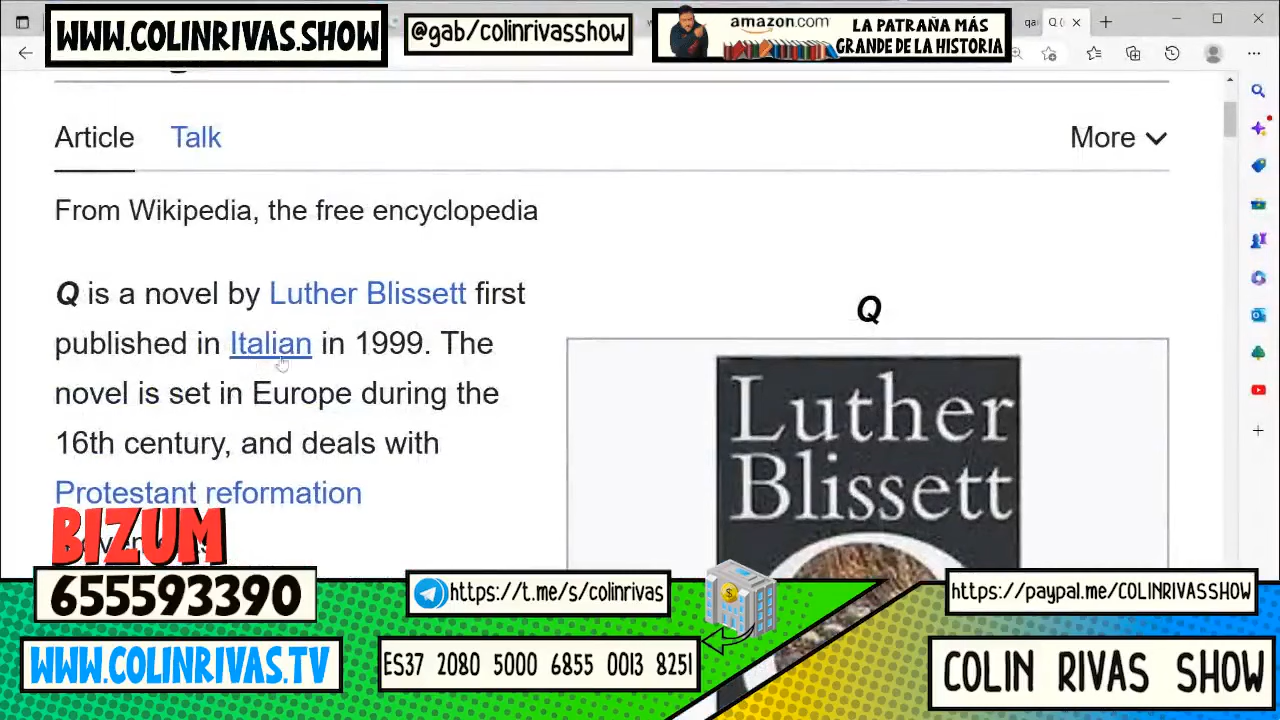 WWW.COLINRIVAS.SHOW
@gab/colinrivasshow
amazon.com
LA PATRAÑA MÁS
GRANDE DE LA HISTORIA
qa
Q (
Article
Talk
More
From Wikipedia, the free encyclopedia
Q is a novel by Luther Blissett first
published in Italian in 1999. The
novel is set in Europe during the
16th century, and deals with
Protestant reformation
Q
Luther
Blissett
BIZUM
655593390
https://t.me/s/colinrivas
https://paypal.me/COLINRIVASSHOW
WWW.COLINRIVAS.TV
ES37 2080 5000 6855 0013 8251
COLIN RIVAS SHOW